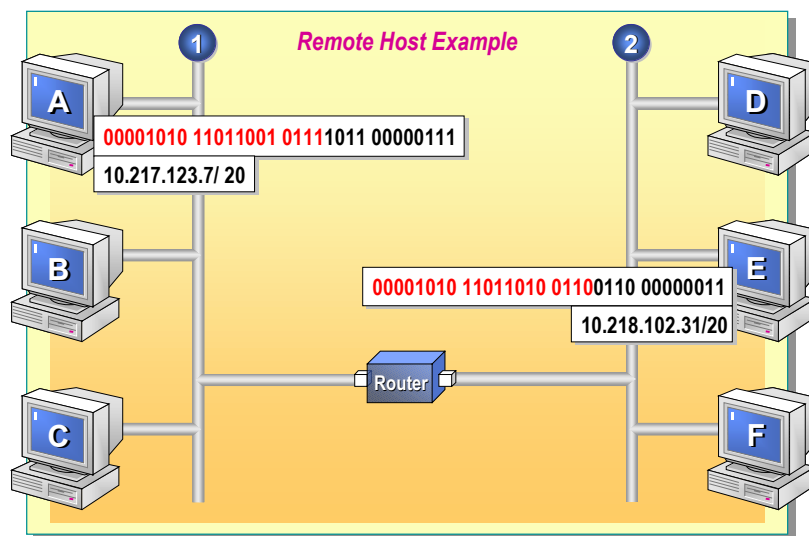 1
Remote Host Example
2
A
D
00001010 11011001 01111011 00000111
10.217.123.7/ 20
B
E
00001010 11011010 01100110 00000011
10.218.102.31/20
Router
C
F